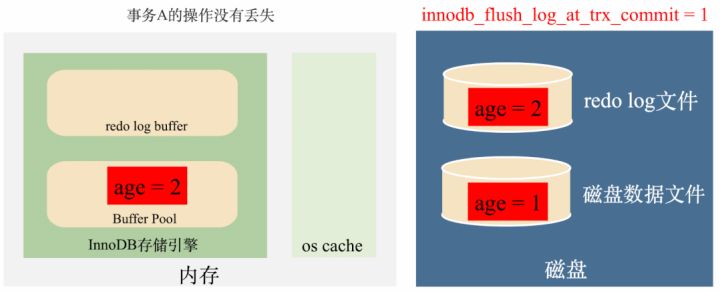 事务A的操作没有丢失
innodb_flush_log_at_trx_commit = 1
redo log buffer
age = 2
Buffer Pool
InnoDB存储引擎
os cache
内存
age = 2
redo log文件
age = 1
磁盘数据文件
磁盘